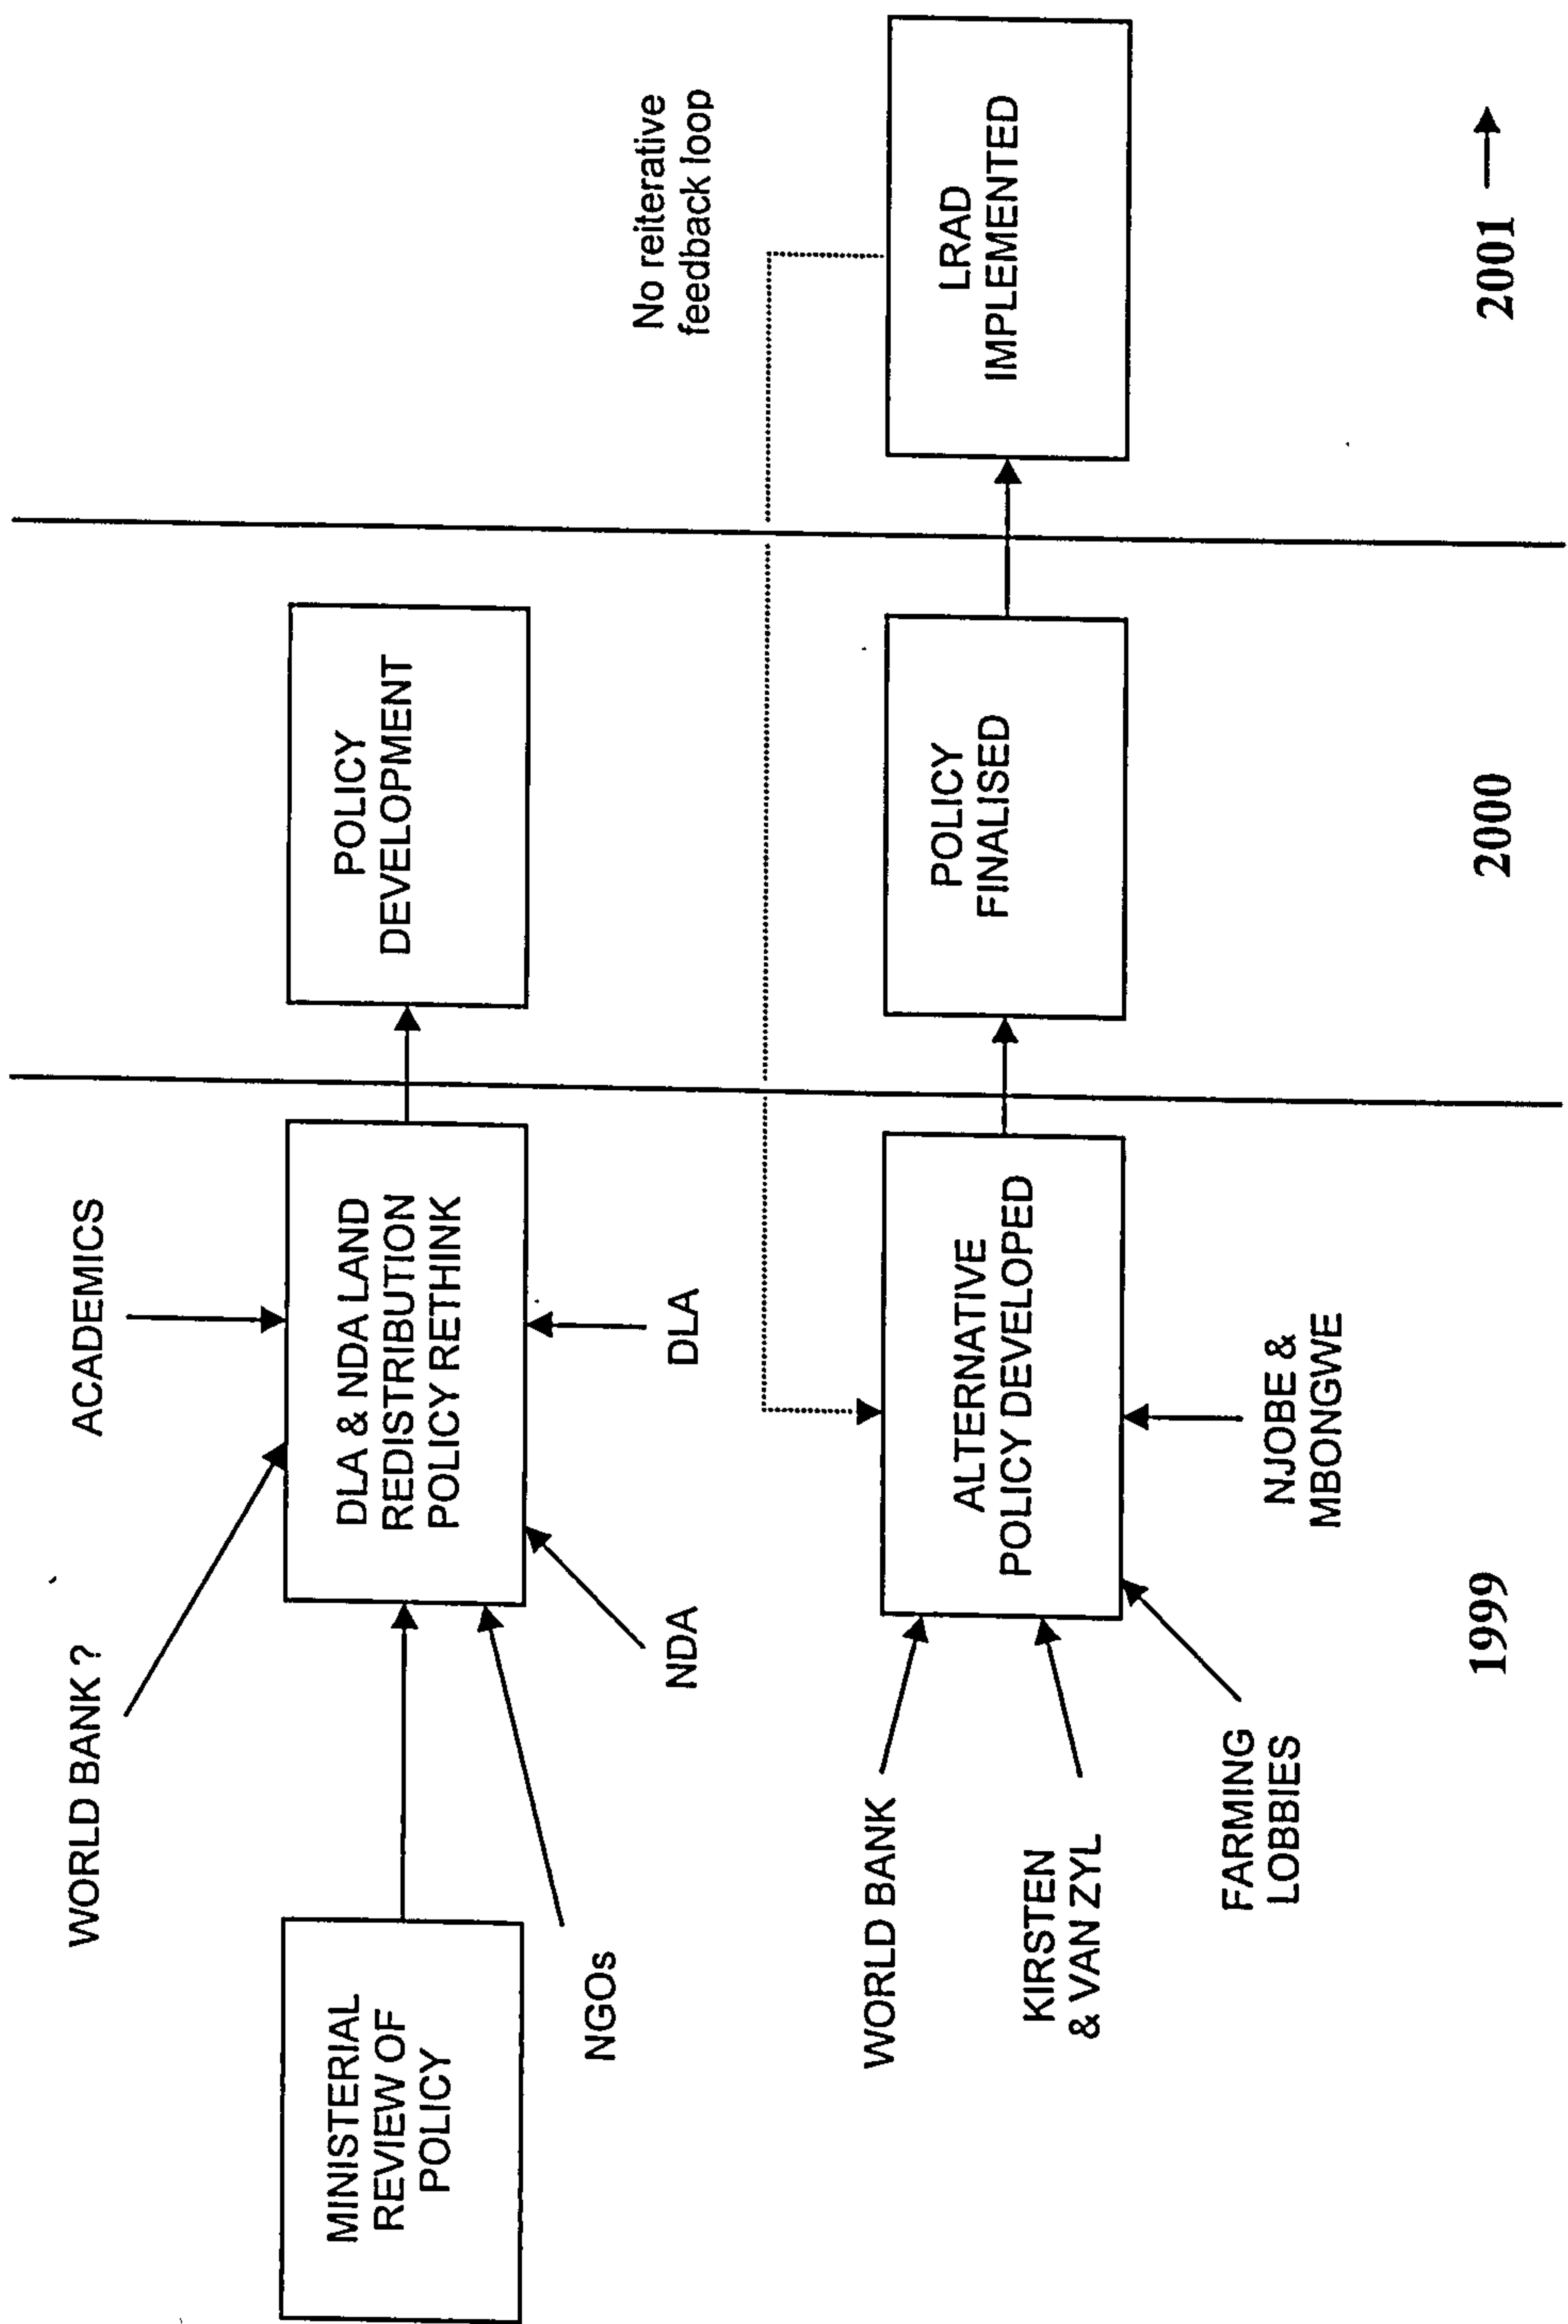 WORLD BANK ?
ACADEMICS
MINISTERIAL
REVIEW OF
POLICY
DLA & NDA LAND
REDISTRIBUTION
POLICY RETHINK
POLICY
DEVELOPMENT
NGOs
NDA
DLA
No reiterative
feedback loop
WORLD BANK
KIRSTEN
& VAN ZYL
FARMING
LOBBIES
NJOBE &
MBONGWE
ALTERNATIVE
POLICY DEVELOPED
POLICY
FINALISED
LRAD
IMPLEMENTED
1999
2000
2001